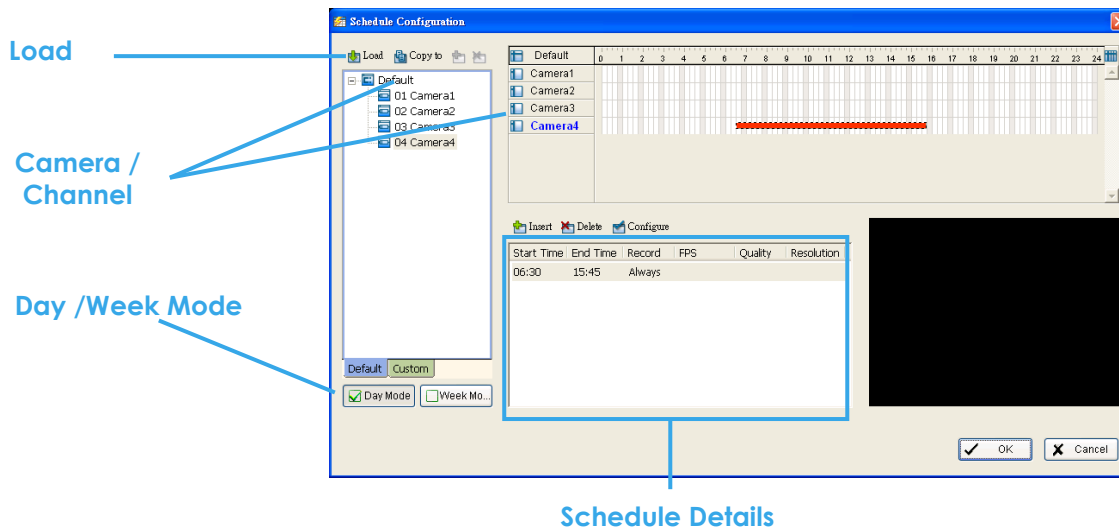 Schedule Configuration
Load
Load Copy to
Default 0 1 2 3 4 5 6 7 8 9 10 11 12 13 14 15 16 17 18 19 20 21 22 23 24
Camera1
Camera2
Camera3
Camera4
Default
01 Camera1
02 Camera2
03 Camera3
04 Camera4
Camera /
Channel
Insert Delete Configure
Start Time End Time Record FPS Quality Resolution
06:30 15:45 Always
Day /Week Mode
Default Custom
Day Mode Week Mo...
OK Cancel
Schedule Details